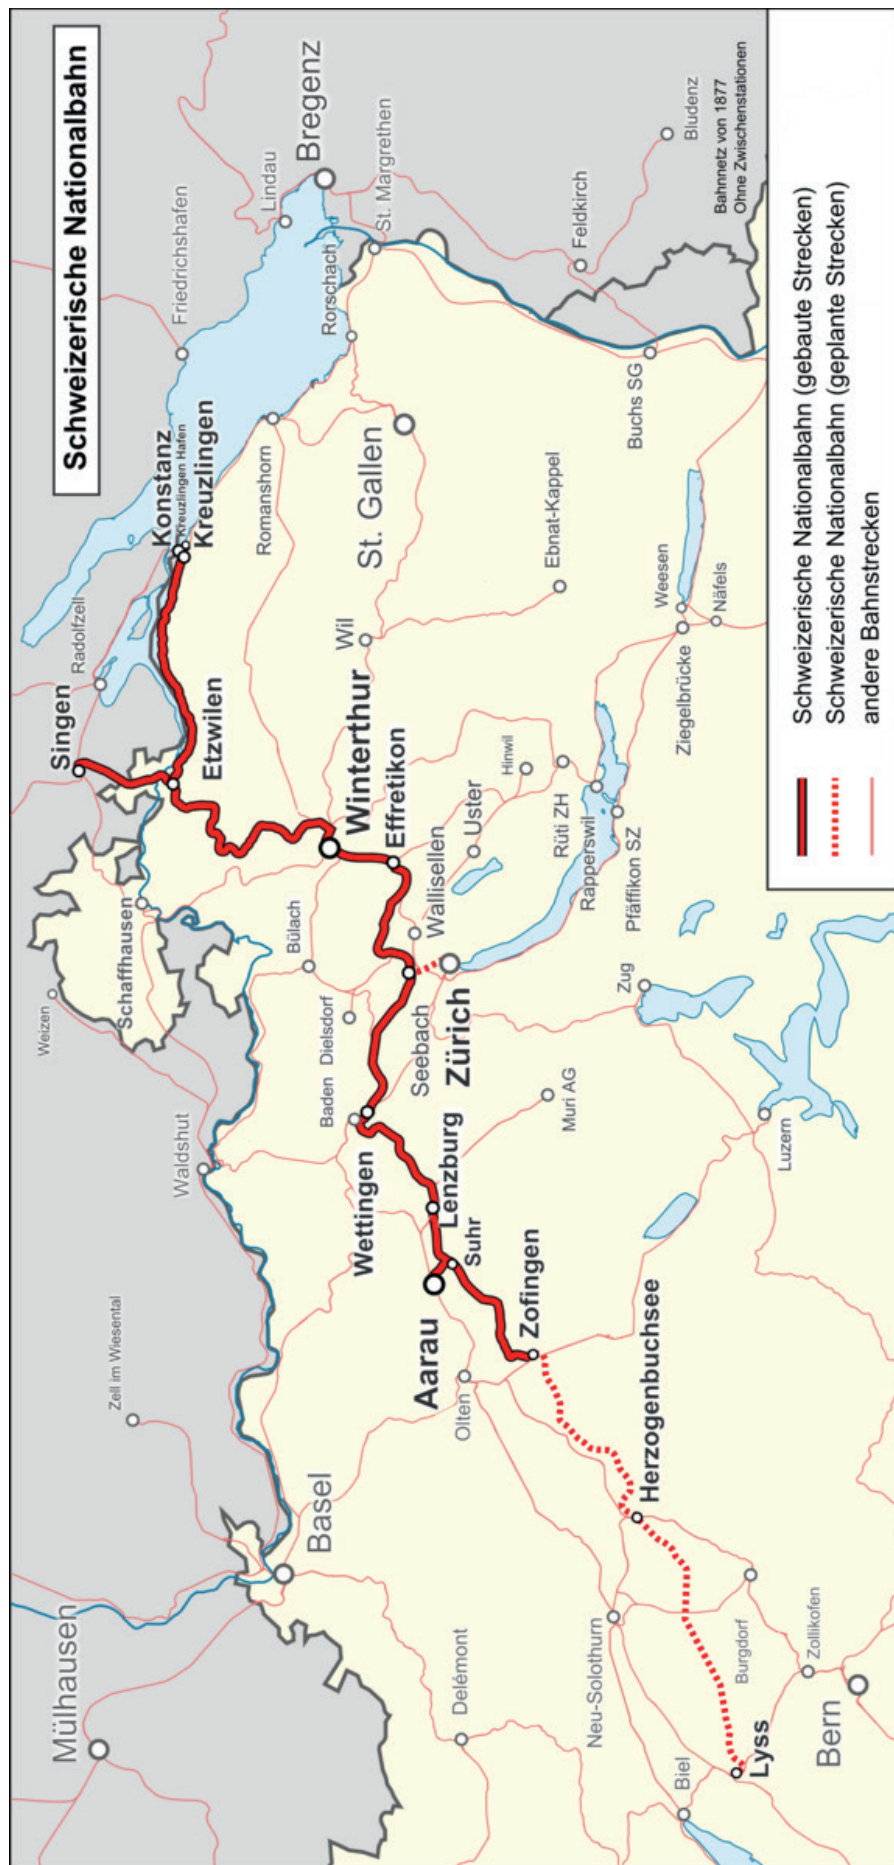 Schweizerische Nationalbahn
Mülhausen
Zell im Wiesental
Weizen
Singen
Radolfzell
Friedrichshafen
Lindau
Bregenz
Waldshut
Schaffhausen
Etzwilen
Konstanz
Kreuzlingen Hafen
Kreuzlingen
Romanshorn
Rorschach
St. Margrethen
Basel
Baden
Dielsdorf
Bülach
Winterthur
Effretikon
Wil
St. Gallen
Wettingen
Seebach
Wallisellen
Aarau
Lenzburg
Suhr
Zürich
Uster
Hinwil
Olten
Zofingen
Muri AG
Rüti ZH
Rapperswil
Pfäffikon SZ
Ebnat-Kappel
Feldkirch
Buchs SG
Bludenz
Delémont
Herzogenbuchsee
Neu-Solothurn
Zug
Weesen
Ziegelbrücke
Näfels
Bahnnetz von 1877
Ohne Zwischenstationen
Biel
Lyss
Burgdorf
Zollikofen
Bern
Luzern
Schweizerische Nationalbahn (gebaute Strecken)
Schweizerische Nationalbahn (geplante Strecken)
andere Bahnstrecken